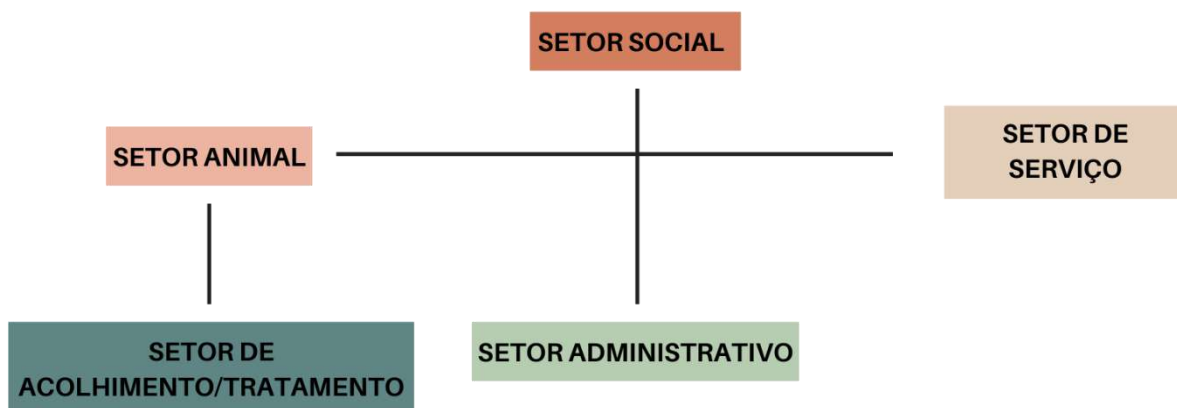 SETOR SOCIAL
SETOR ANIMAL
SETOR DE
SERVIÇO
SETOR DE
ACOLHIMENTO/TRATAMENTO
SETOR ADMINISTRATIVO